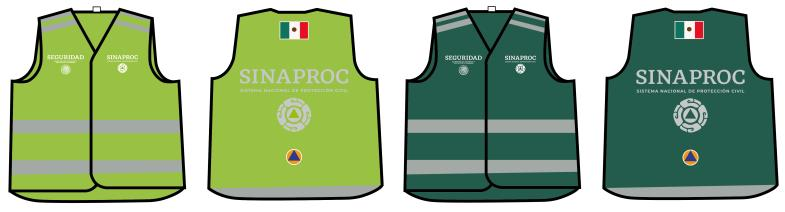 SEGURIDAD
SINAPROC
SINAPROC
SISTEMA NACIONAL DE PROTECCIÓN CIVIL
SEGURIDAD
SINAPROC
SINAPROC
SISTEMA NACIONAL DE PROTECCIÓN CIVIL